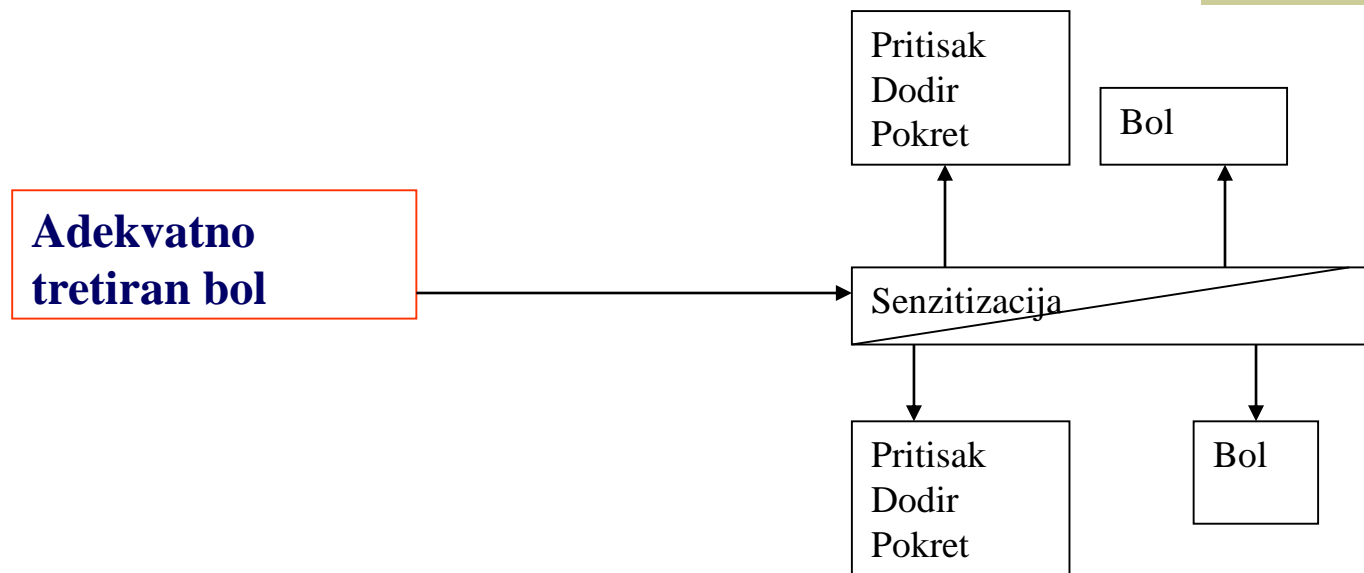 Pritisak
Dodir
Pokret
Bol
Adekvatno
tretiran bol
Senzitizacija
Pritisak
Dodir
Pokret
Bol